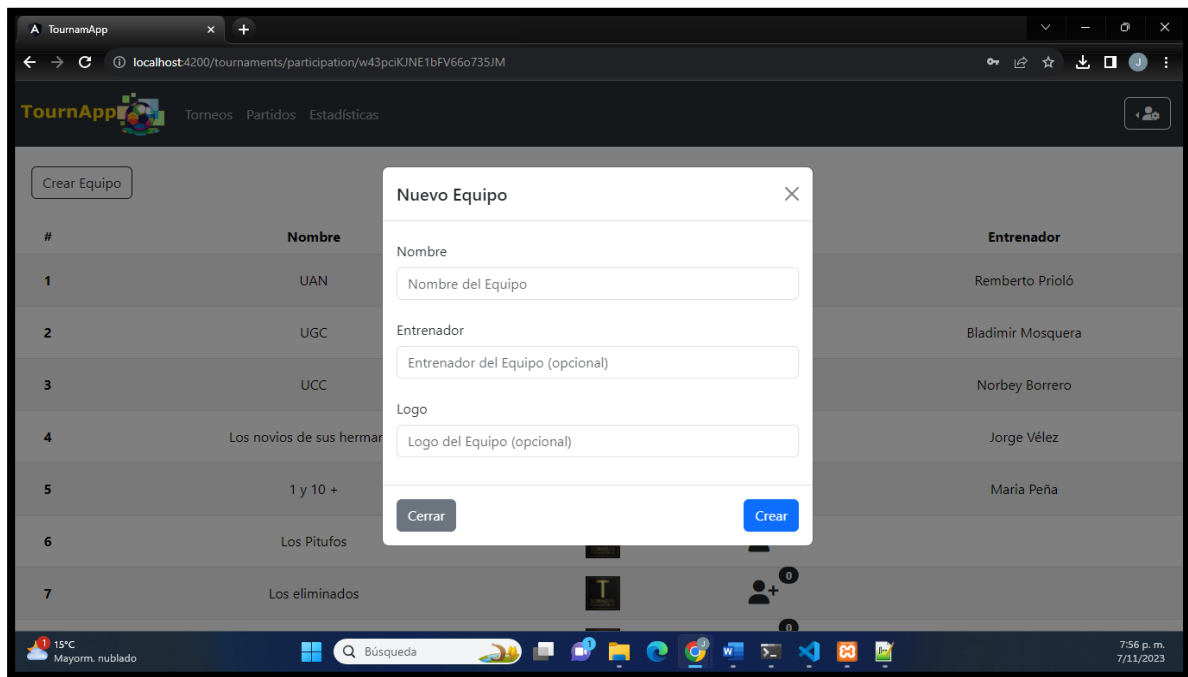 TournamApp
localhost:4200/tournaments/participation/w43pciKJNE1bFV66o735JM
J
TournApp
Torneos Partidos Estadísticas
Crear Equipo
Nuevo Equipo
Nombre
Nombre del Equipo
Entrenador
Entrenador del Equipo (opcional)
Logo
Logo del Equipo (opcional)
Cerrar
Crear
# Nombre Entrenador
1 UAN Remberto Prioló
2 UGC Bladimir Mosquera
3 UCC Norbey Borrero
4 Los novios de sus herman Jorge Vélez
5 1 y 10 + Maria Peña
6 Los Pitufos
7 Los eliminados T 0
0
1
15°C
Mayorm. nublado
Búsqueda
1
7:56 p. m.
7/11/2023